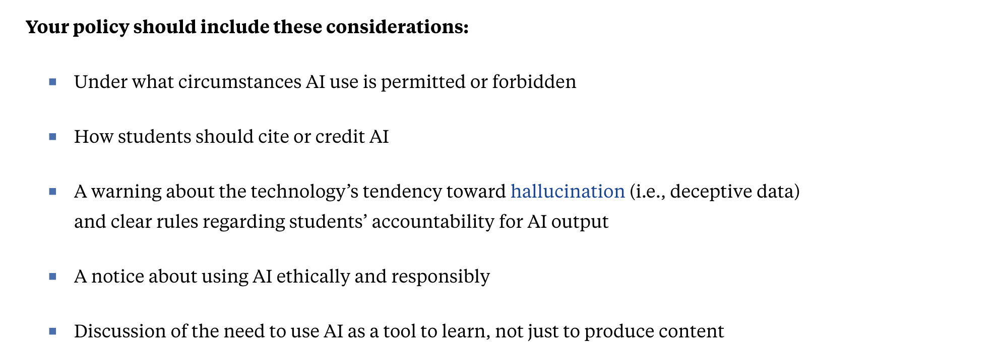 Your policy should include these considerations:
Under what circumstances AI use is permitted or forbidden
How students should cite or credit AI
A warning about the technology’s tendency toward hallucination (i.e., deceptive data)
and clear rules regarding students’ accountability for AI output
A notice about using AI ethically and responsibly
Discussion of the need to use AI as a tool to learn, not just to produce content